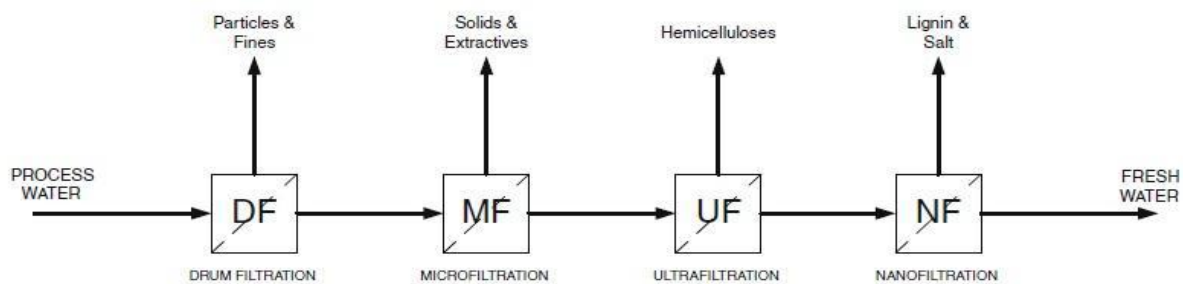 Particles &
Fines
Solids &
Extractives
Hemicelluloses
Lignin &
Salt
PROCESS
WATER
DF
MF
UF
NF
FRESH
WATER
DRUM FILTRATION
MICROFILTRATION
ULTRAFILTRATION
NANOFILTRATION